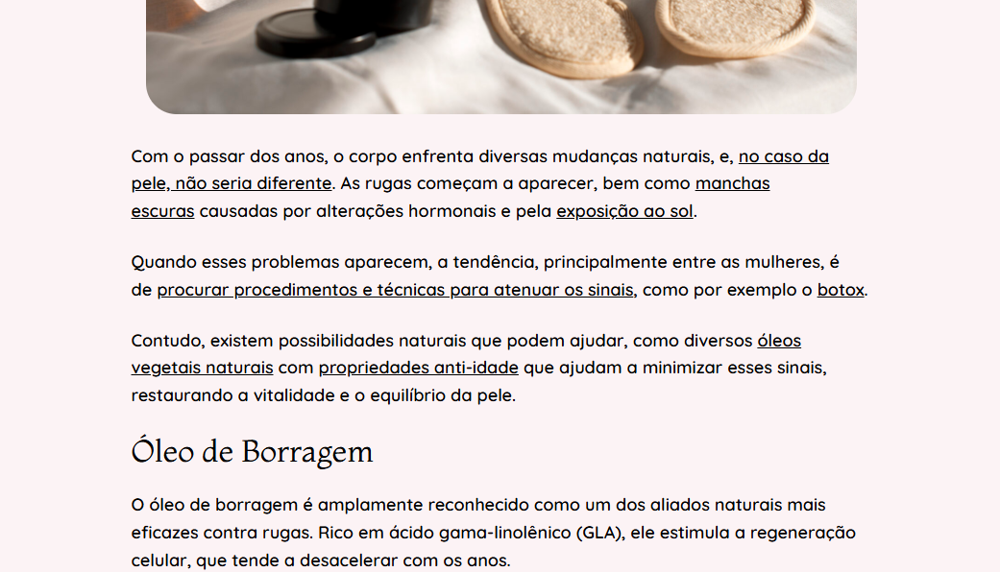 Com o passar dos anos, o corpo enfrenta diversas mudanças naturais, e, no caso da
pele, não seria diferente. As rugas começam a aparecer, bem como manchas
escuras causadas por alterações hormonais e pela exposição ao sol.
Quando esses problemas aparecem, a tendência, principalmente entre as mulheres, é
de procurar procedimentos e técnicas para atenuar os sinais, como por exemplo o botox.
Contudo, existem possibilidades naturais que podem ajudar, como diversos óleos
vegetais naturais com propriedades anti-idade que ajudam a minimizar esses sinais,
restaurando a vitalidade e o equilíbrio da pele.
Óleo de Borragem
O óleo de borragem é amplamente reconhecido como um dos aliados naturais mais
eficazes contra rugas. Rico em ácido gama-linolênico (GLA), ele estimula a regeneração
celular, que tende a desacelerar com os anos.